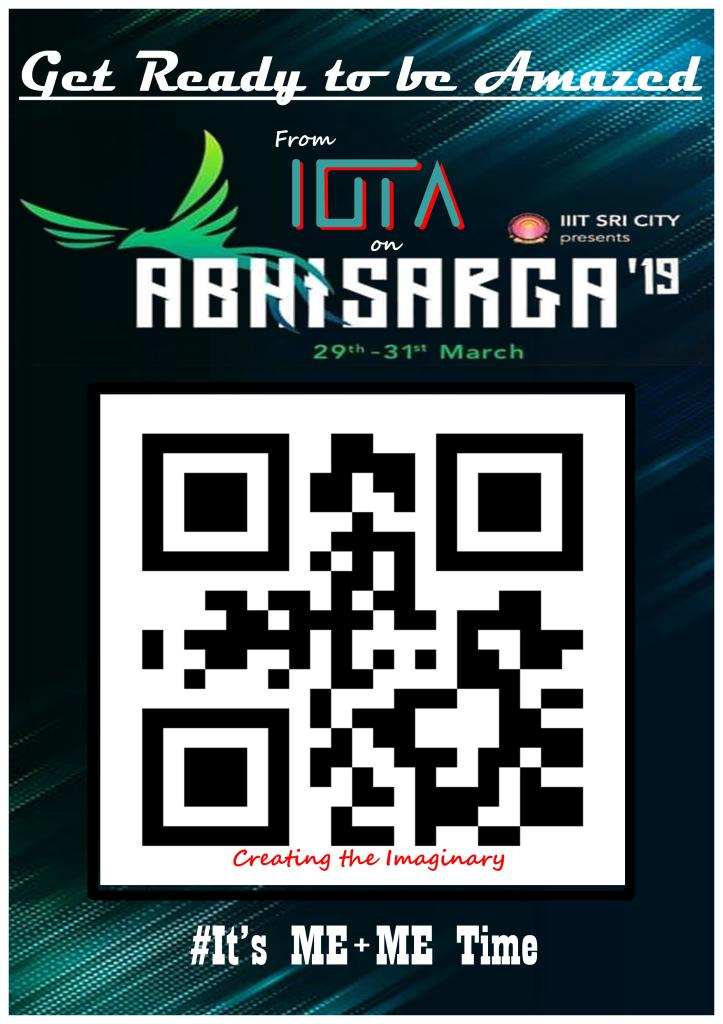 Get Ready to be Amazed
From
IOTA
on
IIIT SRI CITY
presents
ABHISARGA '19
29th -31st March
Creating the Imaginary
#It's ME+ME Time